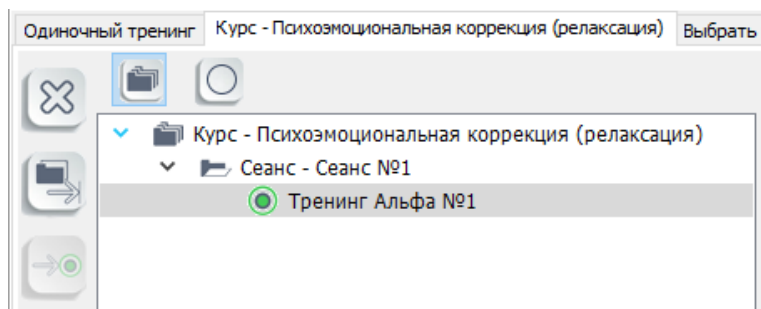 Одиночный тренинг Курс - Психоэмоциональная коррекция (релаксация) Выбрать
Курс - Психоэмоциональная коррекция (релаксация)
Сеанс - Сеанс №1
Тренинг Альфа №1